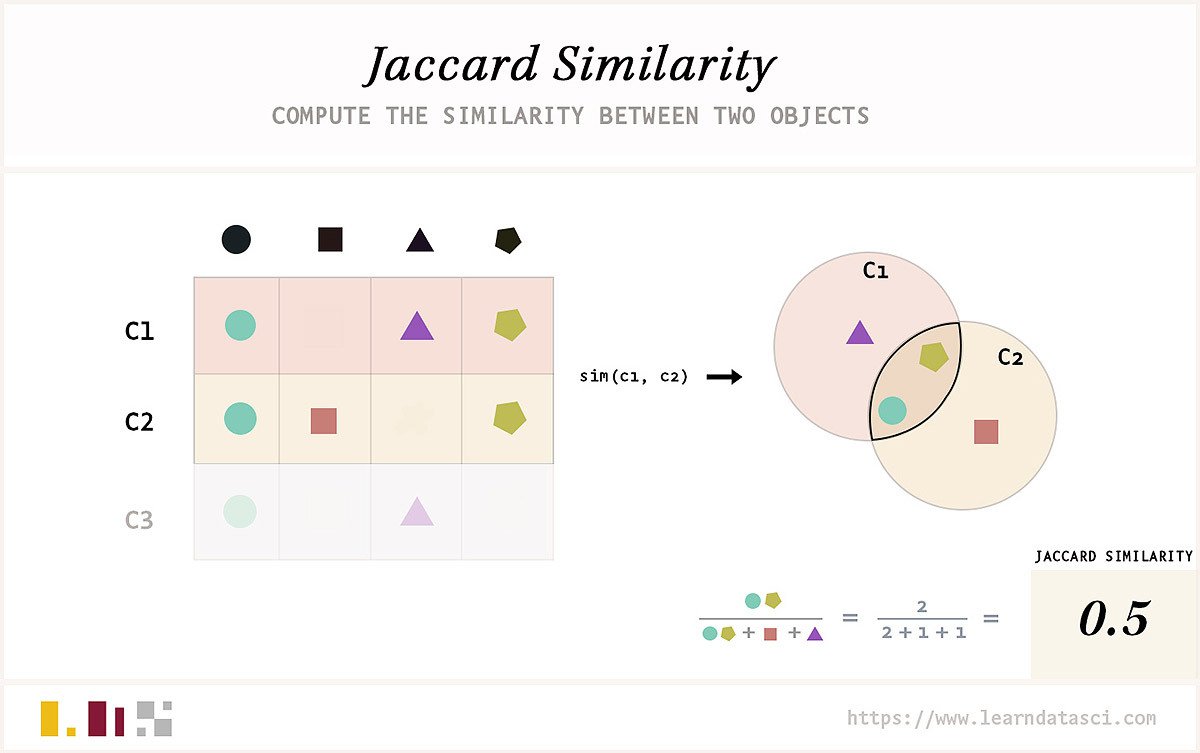 Jaccard Similarity
COMPUTE THE SIMILARITY BETWEEN TWO OBJECTS
C1
C2
C3
sim(c1, c2)
C1
C2
+ +
=
2
2 + 1 + 1
=
JACCARD SIMILARITY
0.5
https://www.learndatasci.com